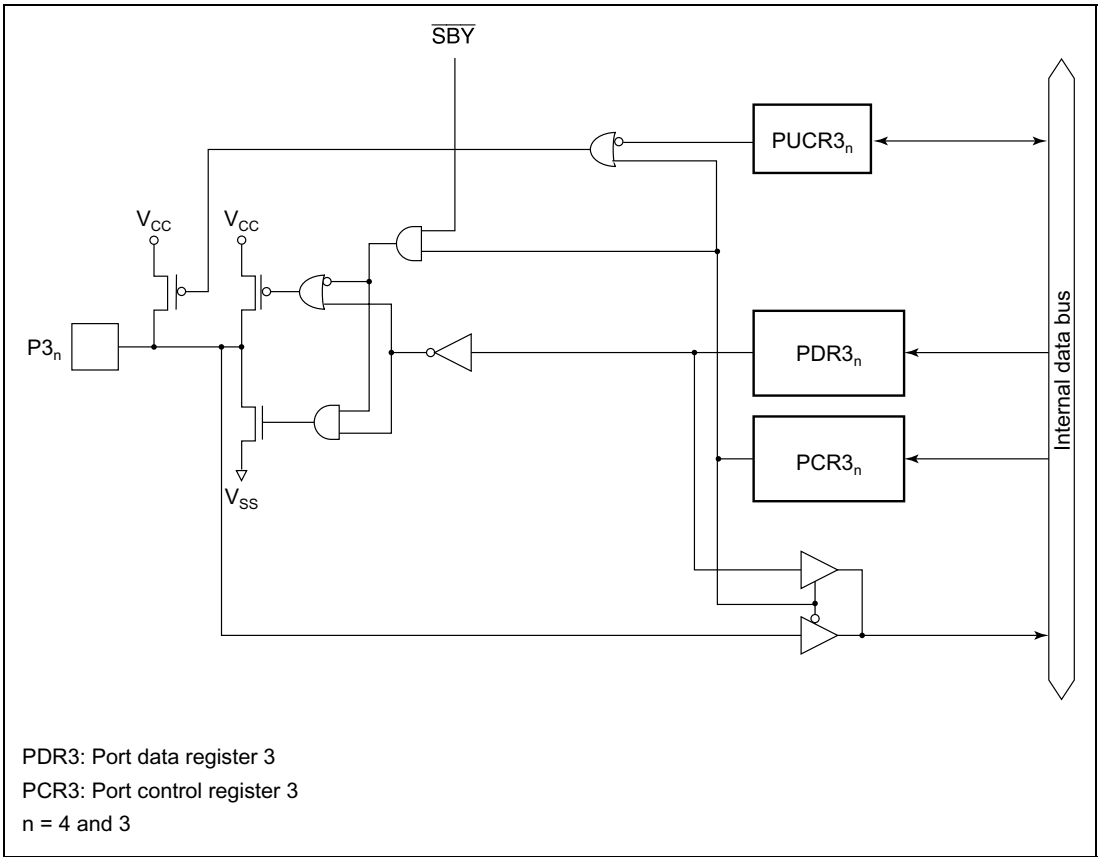 SBY
PUCR3n
VCC VCC
P3n
PDR3n
Internal data bus
PCR3n
VSS
PDR3: Port data register 3
PCR3: Port control register 3
n = 4 and 3